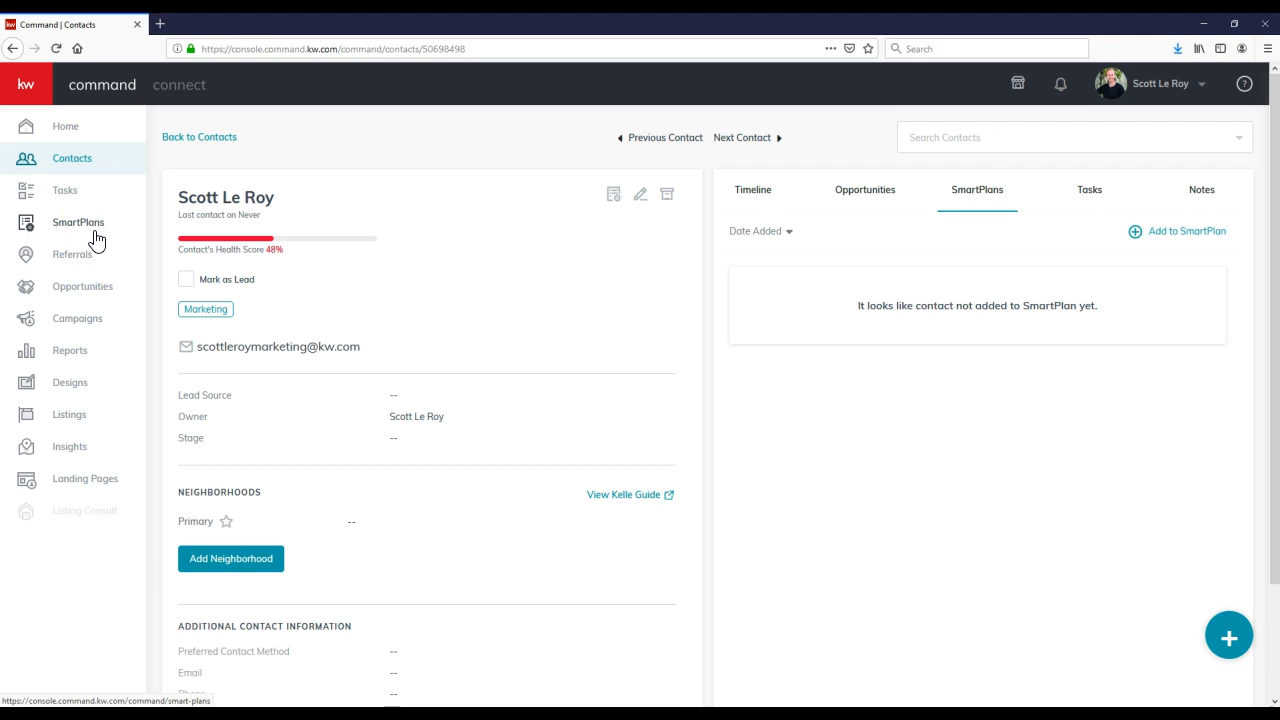 kw Command | Contacts
https://console.command.kw.com/command/contacts/50698498
Search
kw command connect
Scott Le Roy
Home
Contacts
Tasks
SmartPlans
Referrals
Opportunities
Campaigns
Reports
Designs
Listings
Insights
Landing Pages
Listing Consult
Back to Contacts
Previous Contact Next Contact
Search Contacts
Scott Le Roy
Last contact on Never
Contact's Health Score 48%
Mark as Lead
Marketing
scottleroymarketing@kw.com
Lead Source --
Owner Scott Le Roy
Stage --
NEIGHBORHOODS
View Kelle Guide
Primary --
Add Neighborhood
ADDITIONAL CONTACT INFORMATION
Preferred Contact Method --
Email --
Phone --
Timeline Opportunities SmartPlans Tasks Notes
Date Added
Add to SmartPlan
It looks like contact not added to SmartPlan yet.
+
https://console.command.kw.com/command/smart-plans